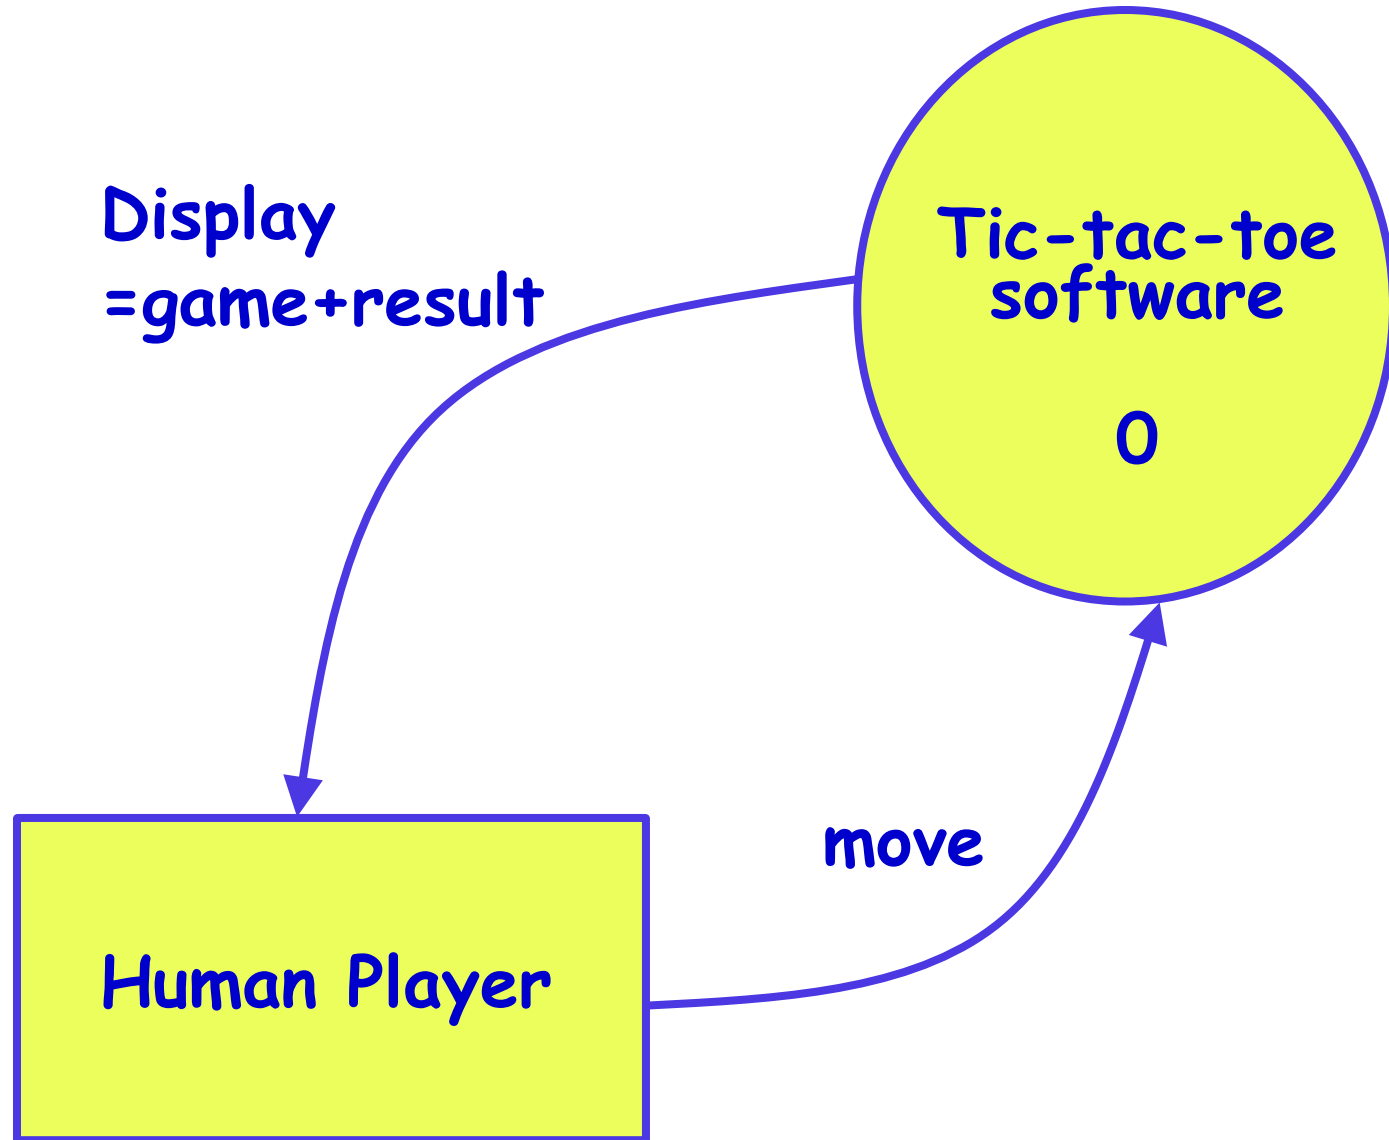 Display
=game+result
Tic-tac-toe
software
0
move
Human Player